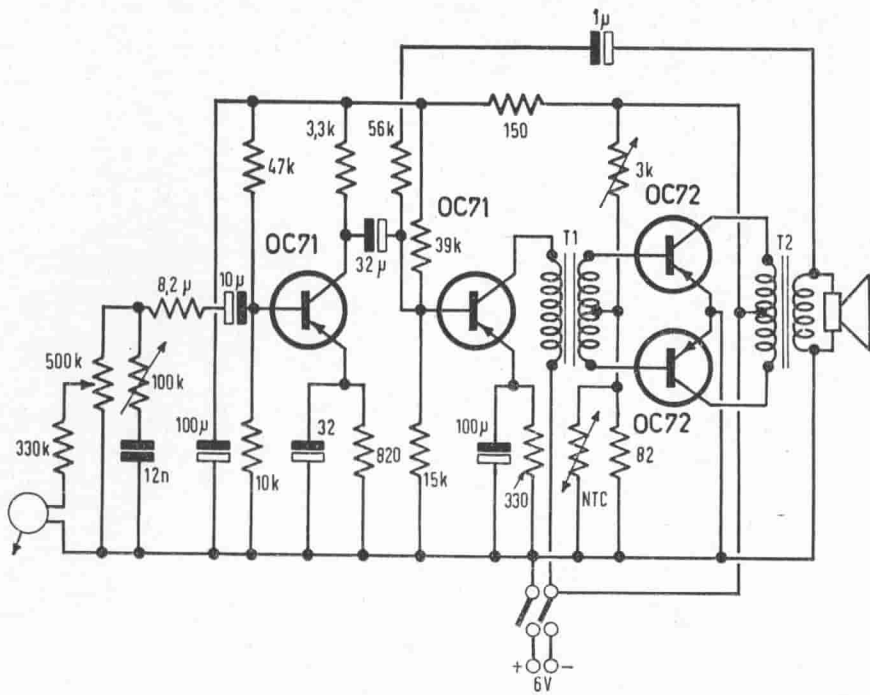 1µ
150
3,3k
56k
47k
3k
OC72
OC71
OC71
39k
T1
T2
32µ
10µ
8,2µ
500k
100k
OC72
100µ
32
100µ
330k
820
82
12n
10k
15k
330
NTC
+ 6V −